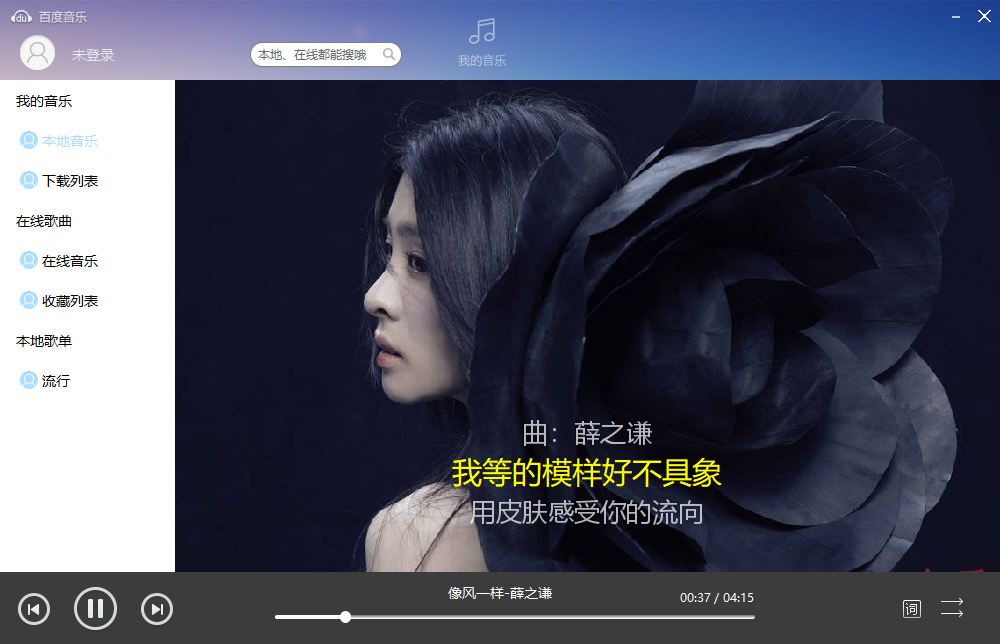 du 百度音乐
未登录
本地、在线都能搜哦
我的音乐
我的音乐
本地音乐
下载列表
在线歌曲
在线音乐
收藏列表
本地歌单
流行
曲：薛之谦
我等的模样好不具象
用皮肤感受你的流向
像风一样-薛之谦
00:37 / 04:15
词